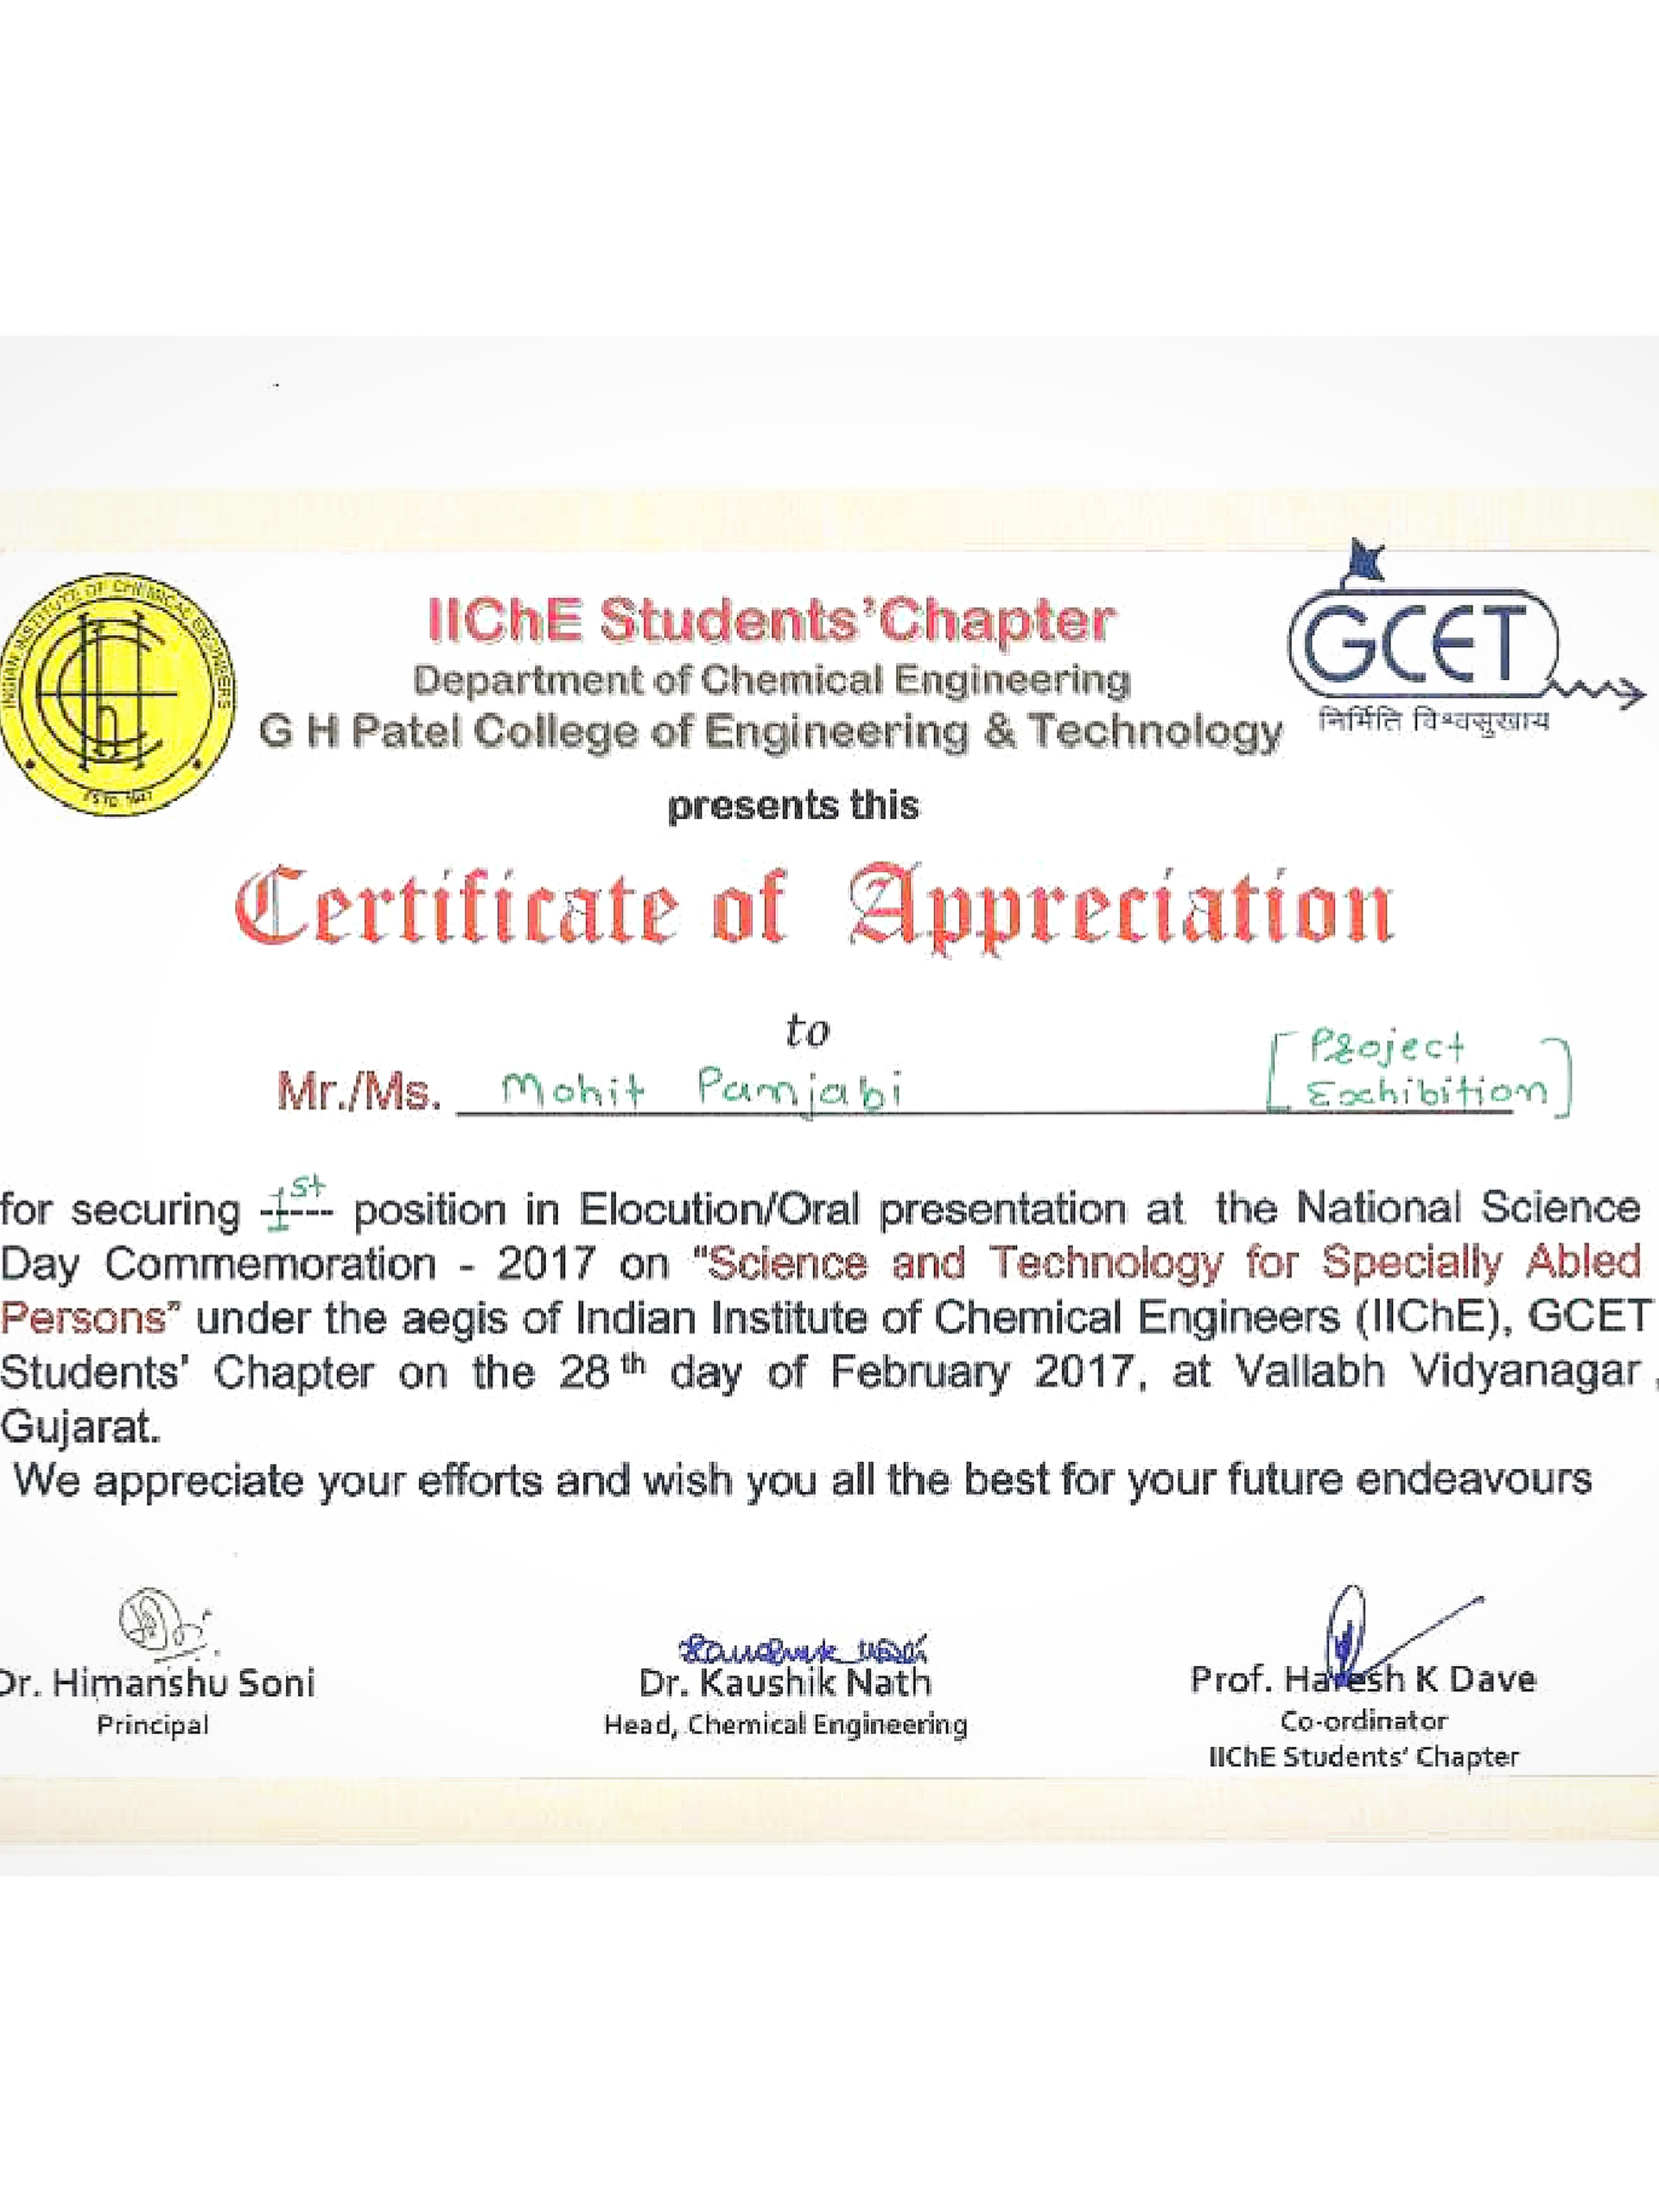 INDIAN INSTITUTE OF CHEMICAL ENGINEERS
ESTD. 1947
IIChE Students'Chapter
Department of Chemical Engineering
G H Patel College of Engineering & Technology
GCET
निर्मिति विश्वसुखाय
presents this
Certificate of Appreciation
to
Mr./Ms. Mohit Pamjabi [Project
Exhibition]
for securing 1st position in Elocution/Oral presentation at the National Science
Day Commemoration - 2017 on "Science and Technology for Specially Abled
Persons" under the aegis of Indian Institute of Chemical Engineers (IIChE), GCET
Students' Chapter on the 28th day of February 2017, at Vallabh Vidyanagar,
Gujarat.
We appreciate your efforts and wish you all the best for your future endeavours
Dr. Himanshu Soni
Principal
Dr. Kaushik Nath
Head, Chemical Engineering
Prof. Haresh K Dave
Co-ordinator
IIChE Students' Chapter